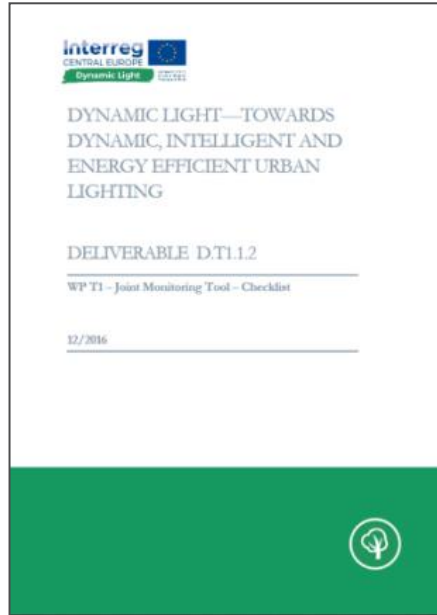 Interreg
CENTRAL EUROPE
Dynamic Light
DYNAMIC LIGHT—TOWARDS
DYNAMIC, INTELLIGENT AND
ENERGY EFFICIENT URBAN
LIGHTING
DELIVERABLE D.T1.1.2
WP T1 – Joint Monitoring Tool – Checklist
12/2016